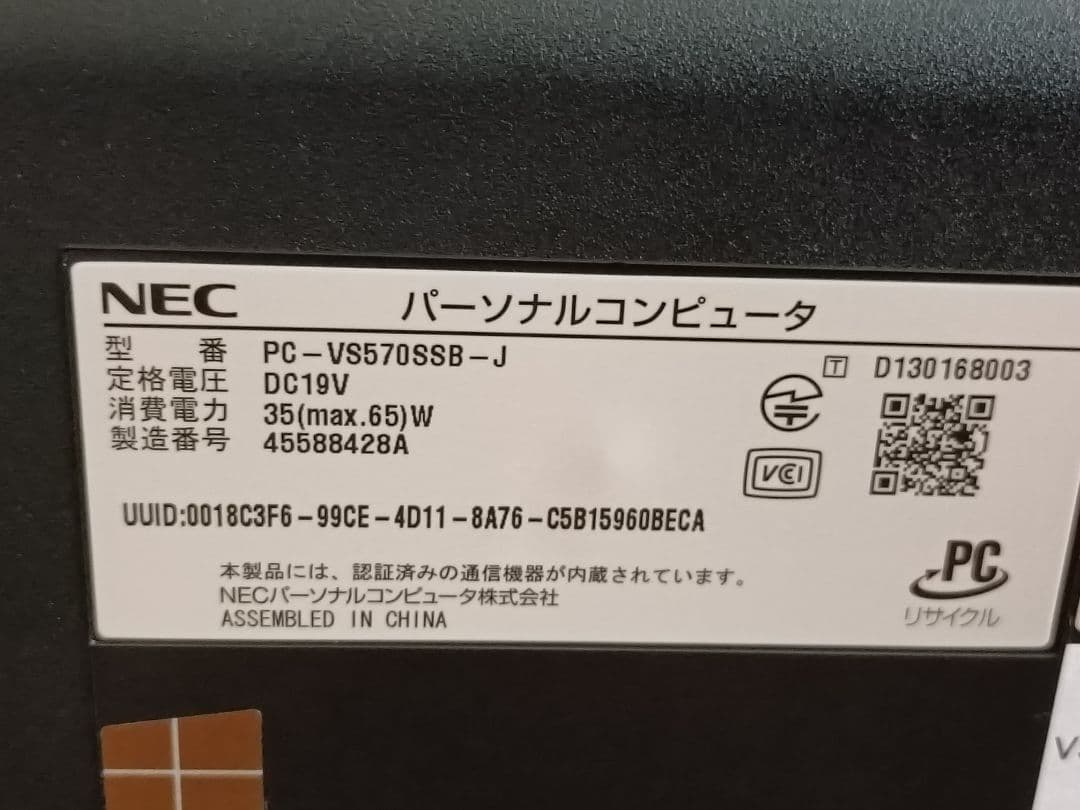 NEC パーソナルコンピュータ
型 番 PC-VS570SSB-J
定格電圧 DC19V
消費電力 35(max.65)W
製造番号 45588428A
T D130168003
VCI
UUID:0018C3F6-99CE-4D11-8A76-C5B15960BECA
本製品には、認証済みの通信機器が内蔵されています。
NECパーソナルコンピュータ株式会社
ASSEMBLED IN CHINA
PC
リサイクル